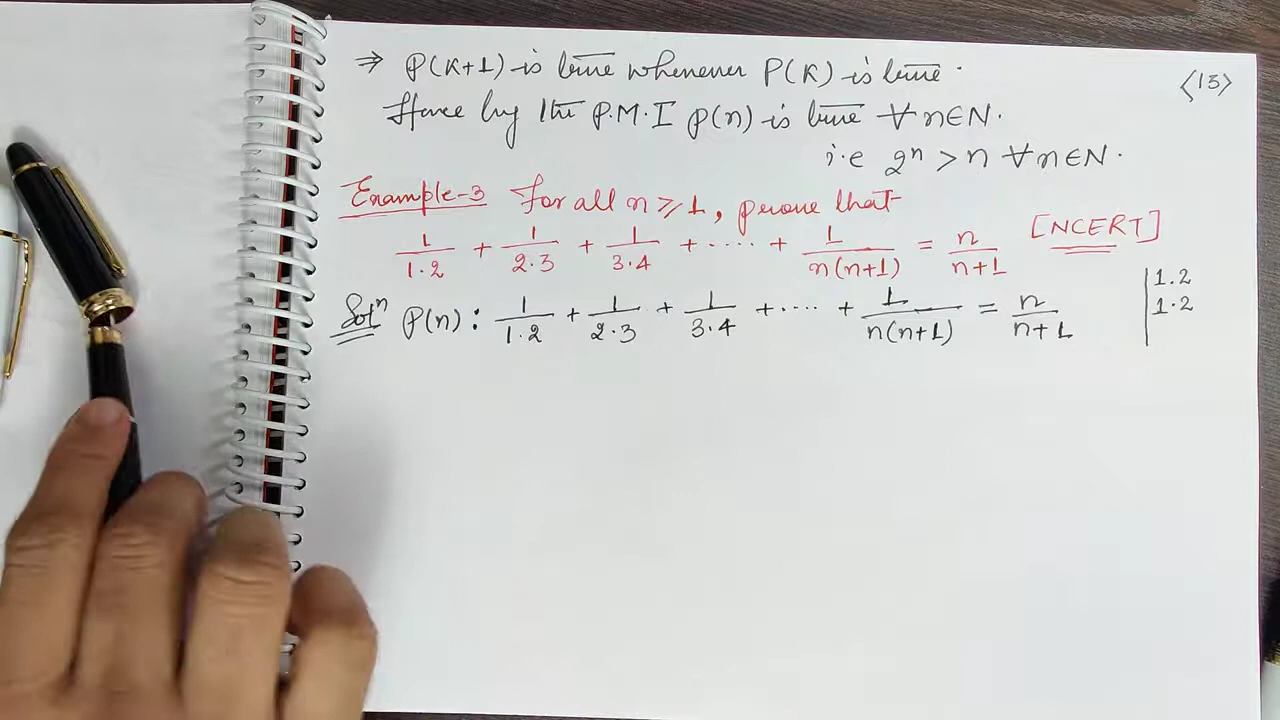 ⇒ P(K+1) is true whenever P(K) is true.
<13>
Hence by the P.M.I P(n) is true ∀ n∈N.
i.e 2ⁿ > n ∀ n∈N.
Example-3 For all n ≥ 1, prove that
1/1.2 + 1/2.3 + 1/3.4 + ..... + 1/n(n+1) = n/n+1 [NCERT]
Solⁿ P(n) : 1/1.2 + 1/2.3 + 1/3.4 + .... + 1/n(n+1) = n/n+1
1.2
1.2